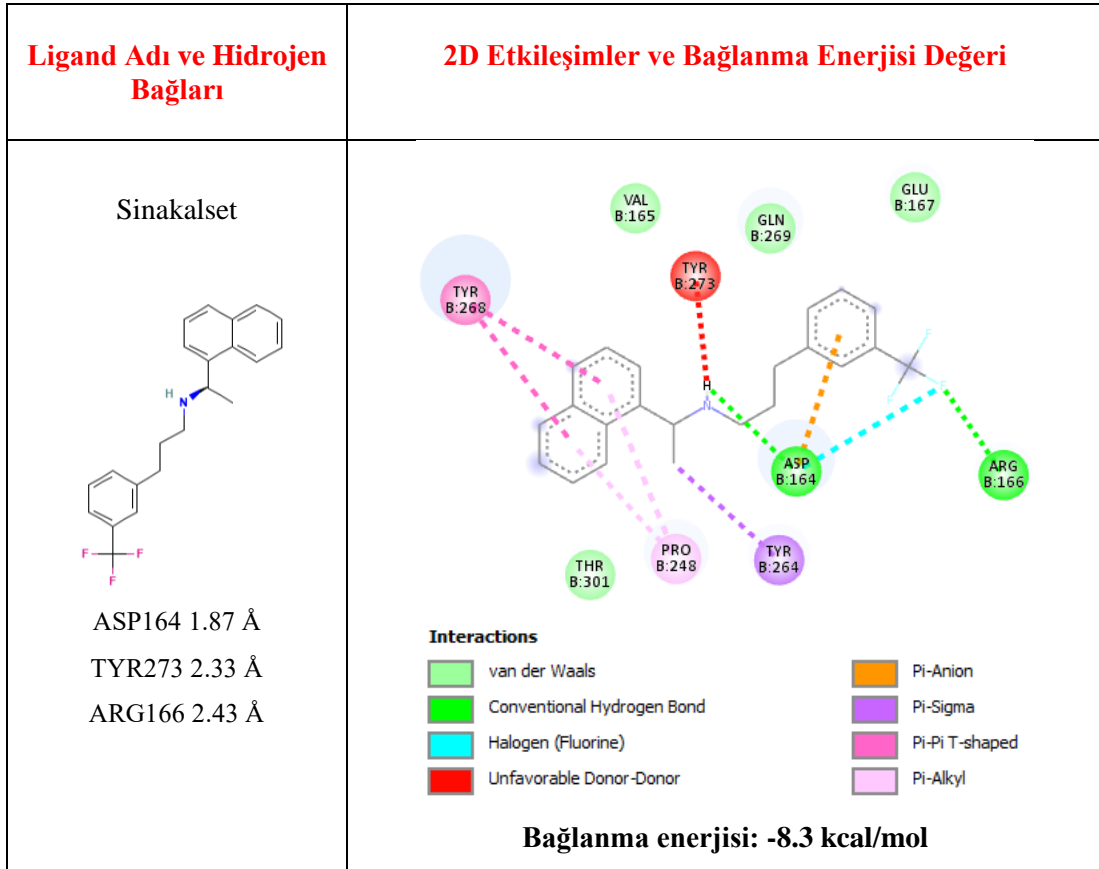 Ligand Adı ve Hidrojen
Bağları
2D Etkileşimler ve Bağlanma Enerjisi Değeri
Sinakalset
H
N
F
F
F
ASP164 1.87 Å
TYR273 2.33 Å
ARG166 2.43 Å
VAL
B:165
GLN
B:269
GLU
B:167
TYR
B:273
TYR
B:268
H
N
F
F
F
ASP
B:164
ARG
B:166
THR
B:301
PRO
B:248
TYR
B:264
Interactions
van der Waals
Conventional Hydrogen Bond
Halogen (Fluorine)
Unfavorable Donor-Donor
Pi-Anion
Pi-Sigma
Pi-Pi T-shaped
Pi-Alkyl
Bağlanma enerjisi: -8.3 kcal/mol